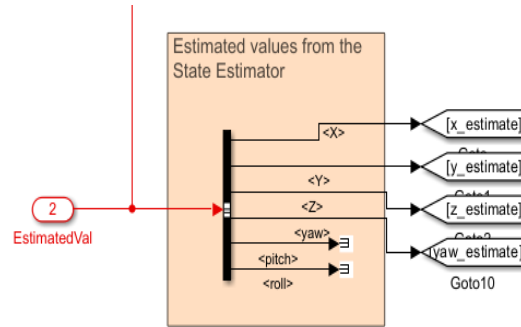 Estimated values from the
State Estimator
<X>
[x_estimate]
[y_estimate]
<Y>
<Z>
[z_estimate]
2
EstimatedVal
<yaw>
[yaw_estimate]
<pitch>
<roll>
Goto10